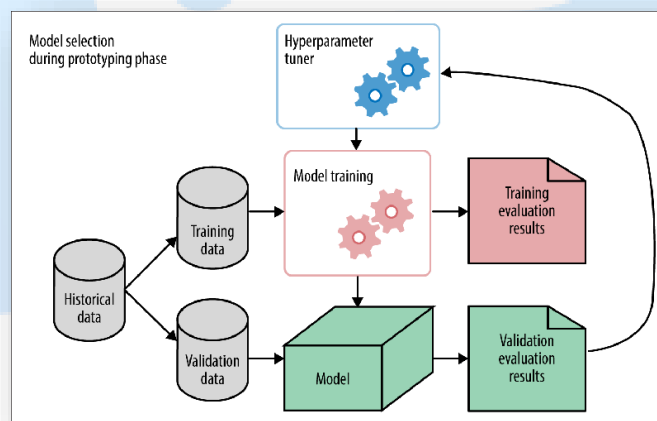 Model selection
during prototyping phase
Hyperparameter
tuner
Model training
Training
data
Training
evaluation
results
Historical
data
Validation
data
Model
Validation
evaluation
results